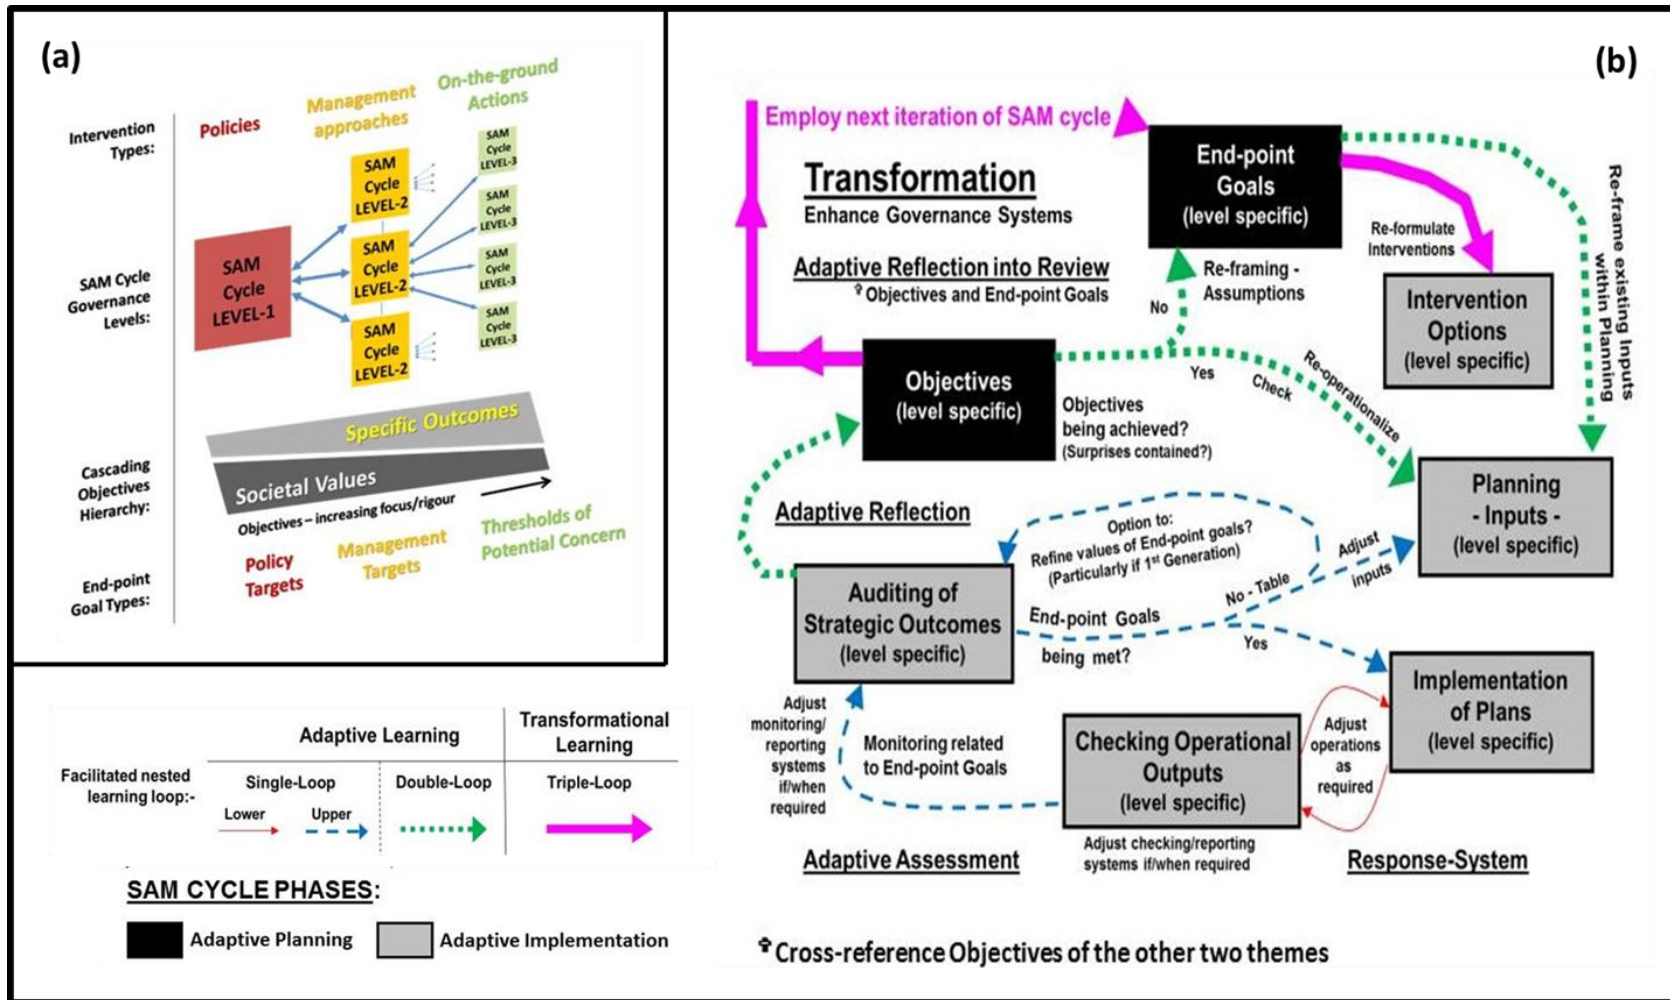 (a)
Intervention
Types:
Policies
Management
approaches
On-the-ground
Actions
SAM Cycle
Governance
Levels:
SAM
Cycle
LEVEL-1
SAM
Cycle
LEVEL-2
SAM
Cycle
LEVEL-2
SAM
Cycle
LEVEL-2
SAM
Cycle
LEVEL-3
SAM
Cycle
LEVEL-3
SAM
Cycle
LEVEL-3
SAM
Cycle
LEVEL-3
Cascading
Objectives
Hierarchy:
Specific Outcomes
Societal Values
Objectives – increasing focus/rigour
End-point
Goal Types:
Policy
Targets
Management
Targets
Thresholds of
Potential Concern
(b)
Employ next iteration of SAM cycle
Transformation
Enhance Governance Systems
Adaptive Reflection into Review
✞ Objectives and End-point Goals
End-point
Goals
(level specific)
Re-formulate
Interventions
Re-frame existing Inputs
within Planning
Intervention
Options
(level specific)
No
Re-framing -
Assumptions
Objectives
(level specific)
Yes
Check
Re-operationalize
Objectives
being achieved?
(Surprises contained?)
Planning
- Inputs -
(level specific)
Adaptive Reflection
Option to:
Refine values of End-point goals?
(Particularly if 1st Generation)
Adjust
inputs
No - Table
Auditing of
Strategic Outcomes
(level specific)
End-point Goals
being met?
Yes
Implementation
of Plans
(level specific)
Adjust
monitoring/
reporting
systems
if/when
required
Monitoring related
to End-point Goals
Checking Operational
Outputs
(level specific)
Adjust
operations
as
required
Adjust checking/reporting
systems if/when required
Adaptive Assessment
Response-System
✞ Cross-reference Objectives of the other two themes
Adaptive Learning
Transformational
Learning
Facilitated nested
learning loop:-
Single-Loop
Double-Loop
Triple-Loop
Lower
Upper
SAM CYCLE PHASES:
Adaptive Planning
Adaptive Implementation